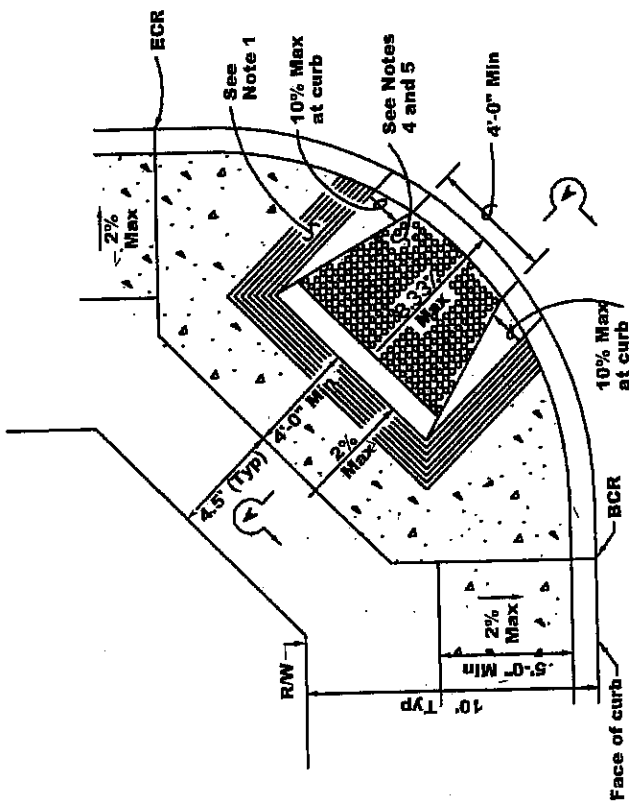 ECR
See
Note 1
10% Max
at curb
See Notes
4 and 5
4'-0" Min
A
2%
Max
8.33%
Max
10% Max
at curb
4'-0" Min
4.5' (Typ)
2%
Max
A
BCR
R/W
2%
Max
5'-0" Min
10'
Typ
Face of curb